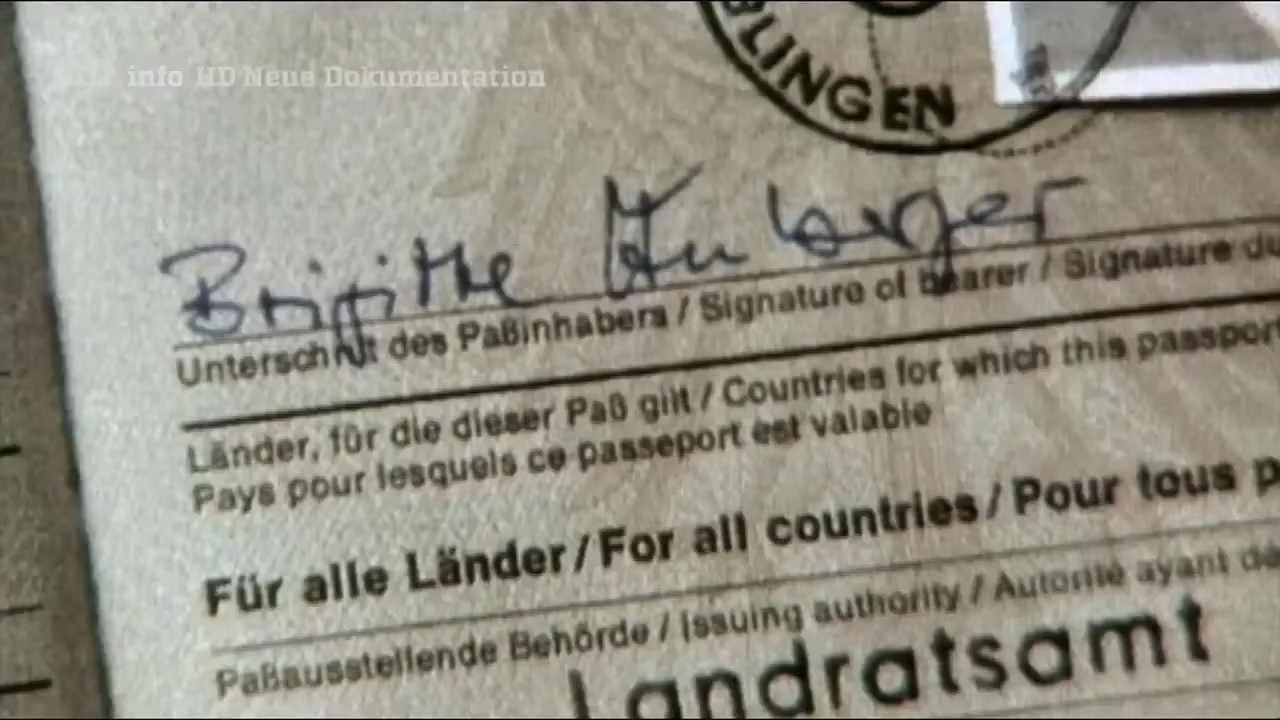 info HD Neue Dokumentation
LINGEN
Brigitte
Unterschrift des Paßinhabers / Signature of bearer / Signature du
Länder, für die dieser Paß gilt / Countries for which this passport
Pays pour lesquels ce passeport est valable
Für alle Länder / For all countries / Pour tous p
Paßausstellende Behörde / Issuing authority / Autorité ayant dé
Landratsamt